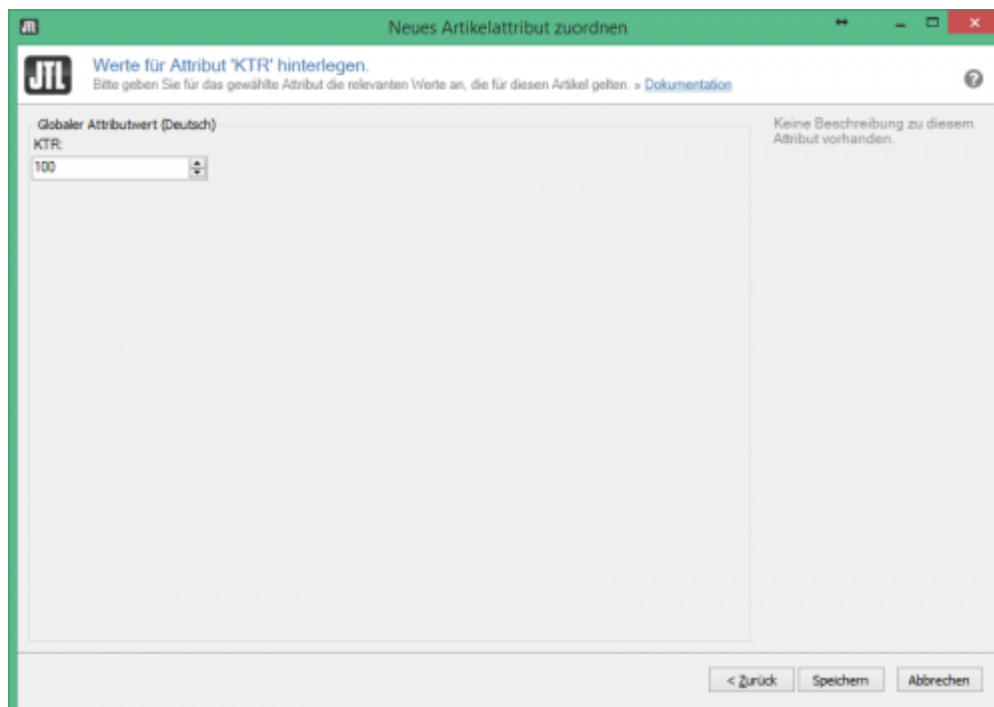 JTL
Neues Artikelattribut zuordnen
JTL
Werte für Attribut 'KTR' hinterlegen.
Bitte geben Sie für das gewählte Attribut die relevanten Werte an, die für diesen Artikel gelten. » Dokumentation
Globaler Attributwert (Deutsch)
KTR:
100
Keine Beschreibung zu diesem
Attribut vorhanden.
< Zurück
Speichern
Abbrechen